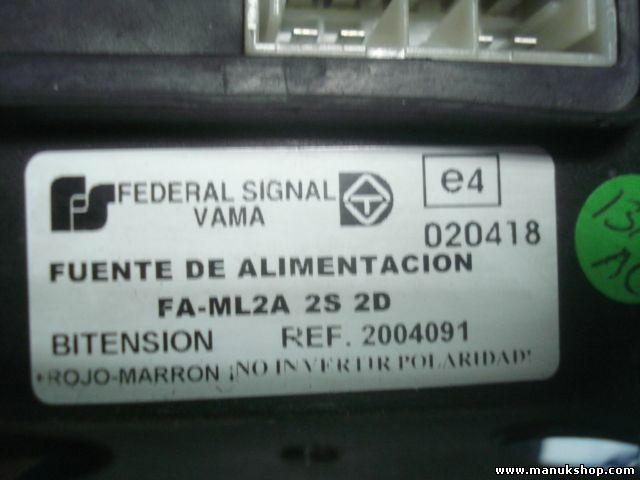 FS FEDERAL SIGNAL
VAMA
e4
020418
FUENTE DE ALIMENTACION
FA-ML2A 2S 2D
BITENSION REF. 2004091
+ROJO-MARRON ¡NO INVERTIR POLARIDAD!
www.manukshop.com